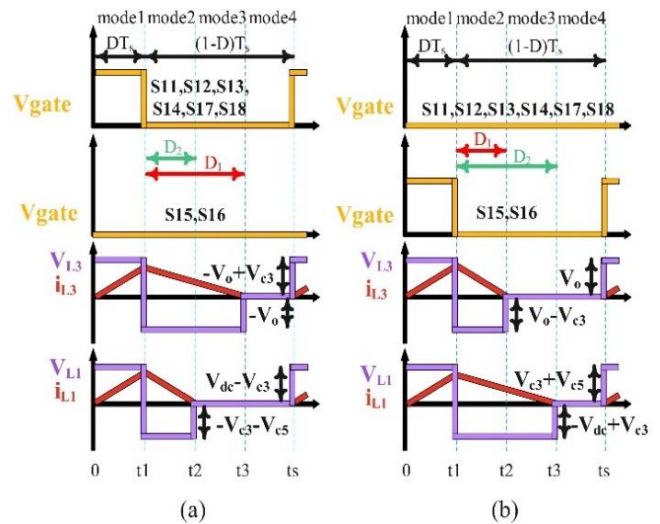 mode1 mode2 mode3 mode4
DTs (1-D)Ts
S11,S12,S13,
S14,S17,S18
Vgate
D2
D1
Vgate
S15,S16
VL3
iL3
-Vo+Vc3
-Vo
VL1
iL1
Vdc-Vc3
-Vc3-Vc5
0 t1 t2 t3 ts
(a)
mode1 mode2 mode3 mode4
DTs (1-D)Ts
S11,S12,S13,S14,S17,S18
Vgate
D1
D2
Vgate
S15,S16
VL3
iL3
Vo
Vo-Vc3
VL1
iL1
Vc3+Vc5
-Vdc+Vc3
0 t1 t2 t3 ts
(b)